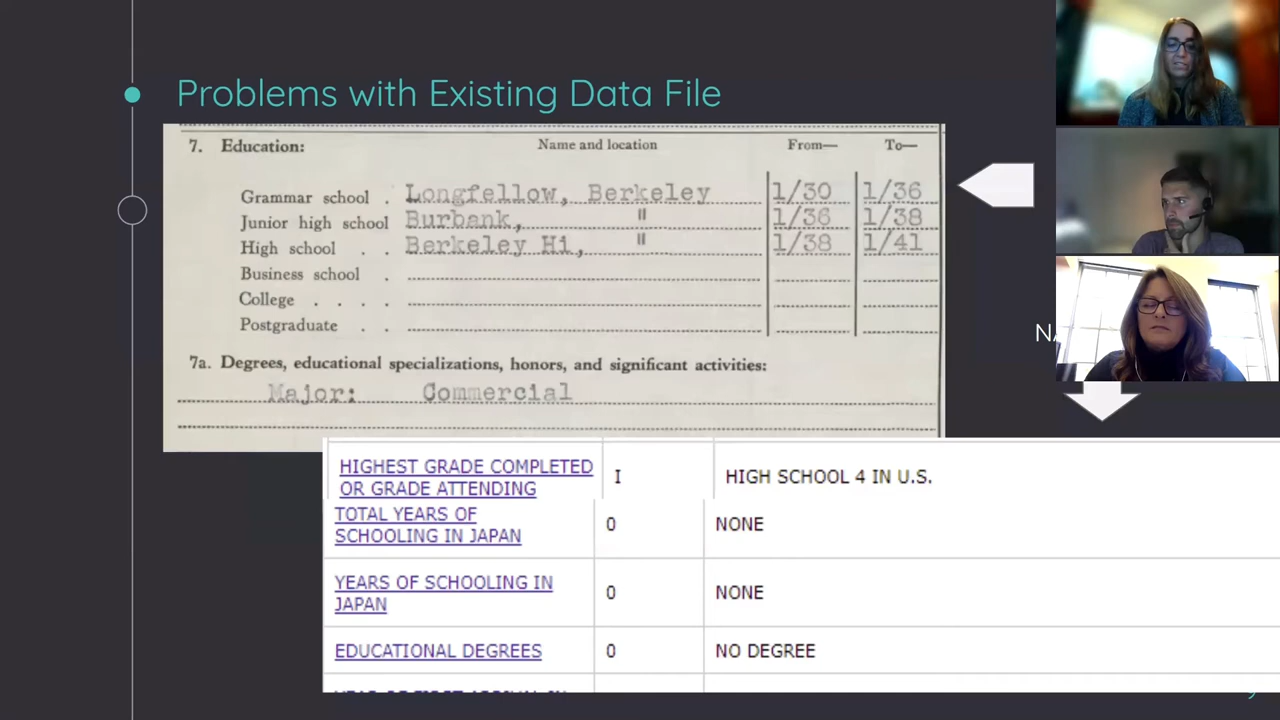 Problems with Existing Data File
7. Education: Name and location From— To—
Grammar school . Longfellow, Berkeley 1/30 1/36
Junior high school Burbank, " 1/36 1/38
High school . . Berkeley Hi, " 1/38 1/41
Business school .
College . . . .
Postgraduate . .
7a. Degrees, educational specializations, honors, and significant activities:
Major: Commercial
HIGHEST GRADE COMPLETED
OR GRADE ATTENDING
I
HIGH SCHOOL 4 IN U.S.
TOTAL YEARS OF
SCHOOLING IN JAPAN
0
NONE
YEARS OF SCHOOLING IN
JAPAN
0
NONE
EDUCATIONAL DEGREES
0
NO DEGREE